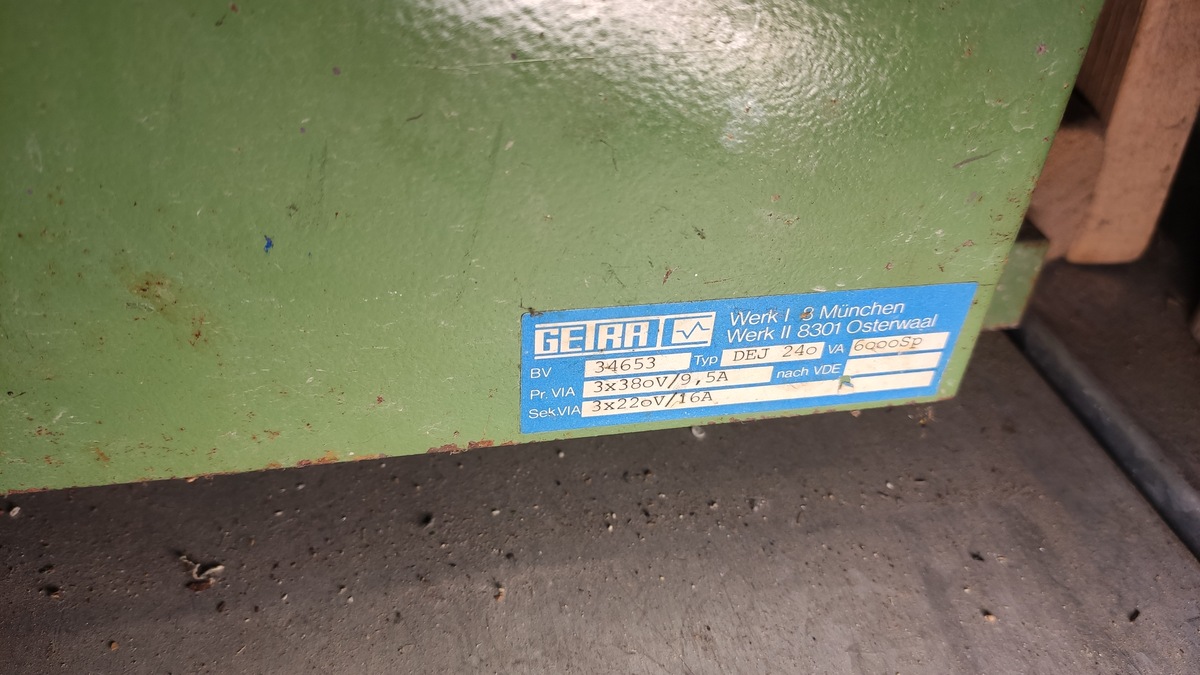 GETRA Werk I 8 München
Werk II 8301 Osterwaal
BV 34653 Typ DEJ 24o VA 6oooSp
Pr. V/A 3x38oV/9,5A nach VDE
Sek.V/A 3x22oV/16A